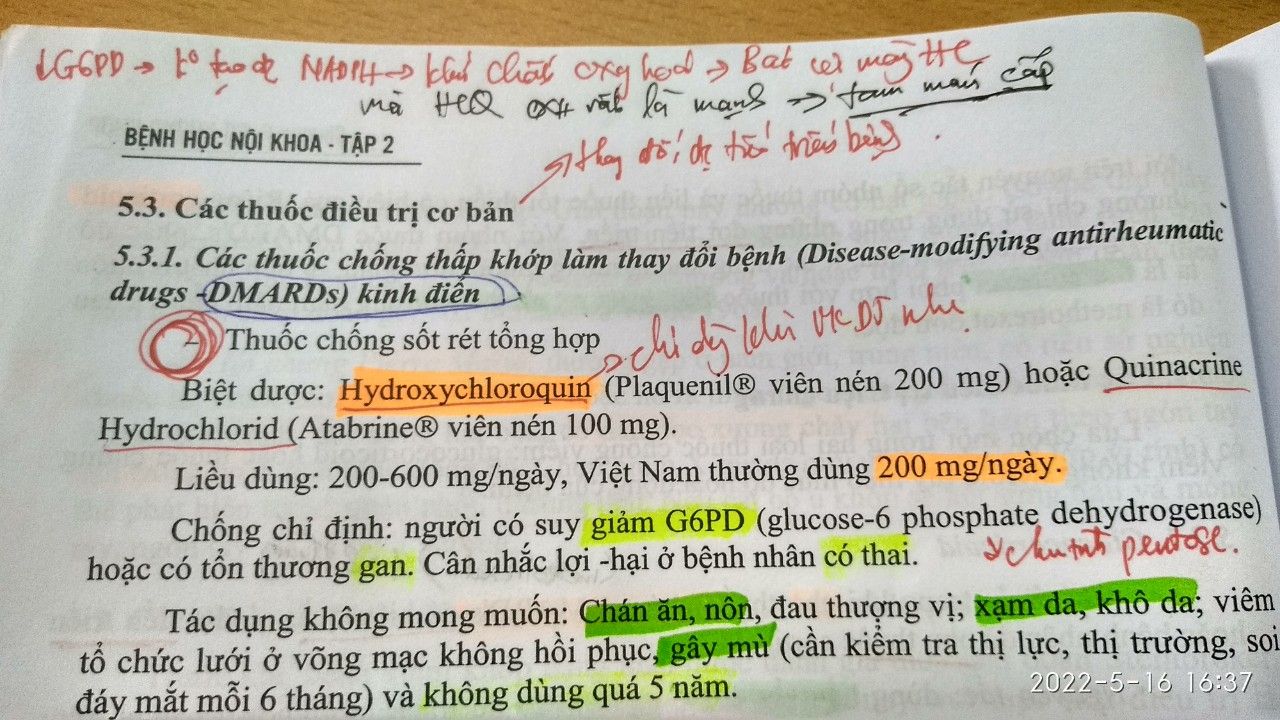 ↓G6PD → ko tạo đc NADPH → khử chất oxy hoá → Bất màng HC
mà HCQ oxh rất là mạnh → tan máu cấp
BỆNH HỌC NỘI KHOA - TẬP 2
→ thay đổi đc tiến triển bệnh.
5.3. Các thuốc điều trị cơ bản
5.3.1. Các thuốc chống thấp khớp làm thay đổi bệnh (Disease-modifying antirheumatic
drugs -DMARDs) kinh điển
- Thuốc chống sốt rét tổng hợp
→ chỉ dùng khi VKDT nhẹ.
Biệt dược: Hydroxychloroquin (Plaquenil® viên nén 200 mg) hoặc Quinacrine
Hydrochlorid (Atabrine® viên nén 100 mg).
Liều dùng: 200-600 mg/ngày, Việt Nam thường dùng 200 mg/ngày.
Chống chỉ định: người có suy giảm G6PD (glucose-6 phosphate dehydrogenase)
hoặc có tổn thương gan. Cân nhắc lợi -hại ở bệnh nhân có thai.
chu trình pentose.
Tác dụng không mong muốn: Chán ăn, nôn, đau thượng vị; xạm da, khô da; viêm
tổ chức lưới ở võng mạc không hồi phục, gây mù (cần kiểm tra thị lực, thị trường, soi
đáy mắt mỗi 6 tháng) và không dùng quá 5 năm.
2022-5-16 16:37